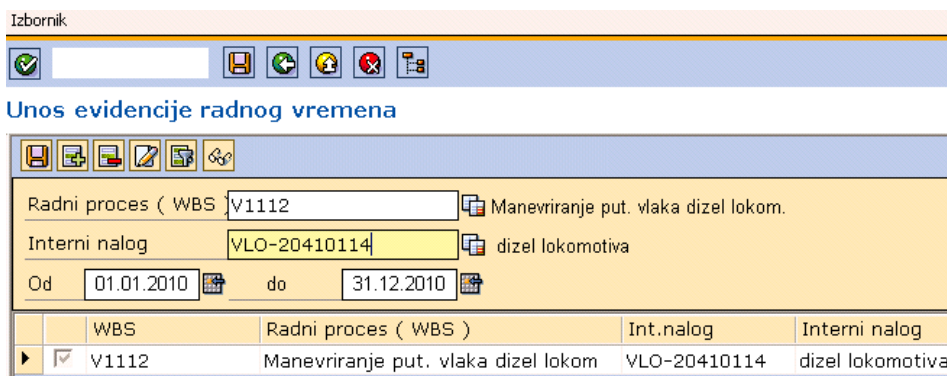 Izbornik
Unos evidencije radnog vremena
Radni proces ( WBS ) V1112 Manevriranje put. vlaka dizel lokom.
Interni nalog VLO-20410114 dizel lokomotiva
Od 01.01.2010 do 31.12.2010
WBS Radni proces ( WBS ) Int.nalog Interni nalog
V1112 Manevriranje put. vlaka dizel lokom VLO-20410114 dizel lokomotiva